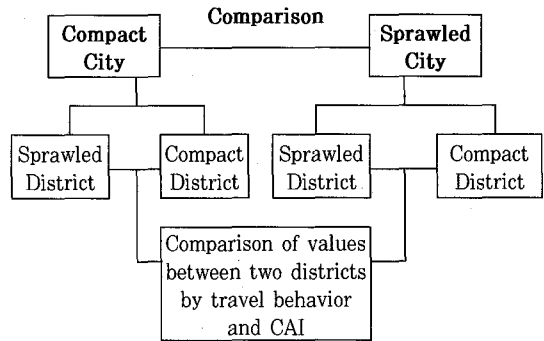 Comparison
Compact
City
Sprawled
City
Sprawled
District
Compact
District
Sprawled
District
Compact
District
Comparison of values
between two districts
by travel behavior
and CAI